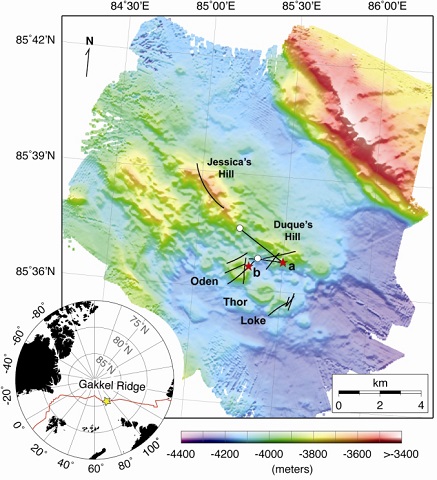 84°30'S
85°00'E
85°30'E
86°00'E
85°42'N
N
85°39'N
Jessica's
Hill
Duque's
Hill
85°36'N
a
b
Oden
Thor
Loke
-80°
-60°
-40°
-20°
0°
20°
40°
60°
80°
100°
75°N
80°N
85°N
Gakkel Ridge
km
0 2 4
-4400 -4200 -4000 -3800 -3600 >-3400
(meters)